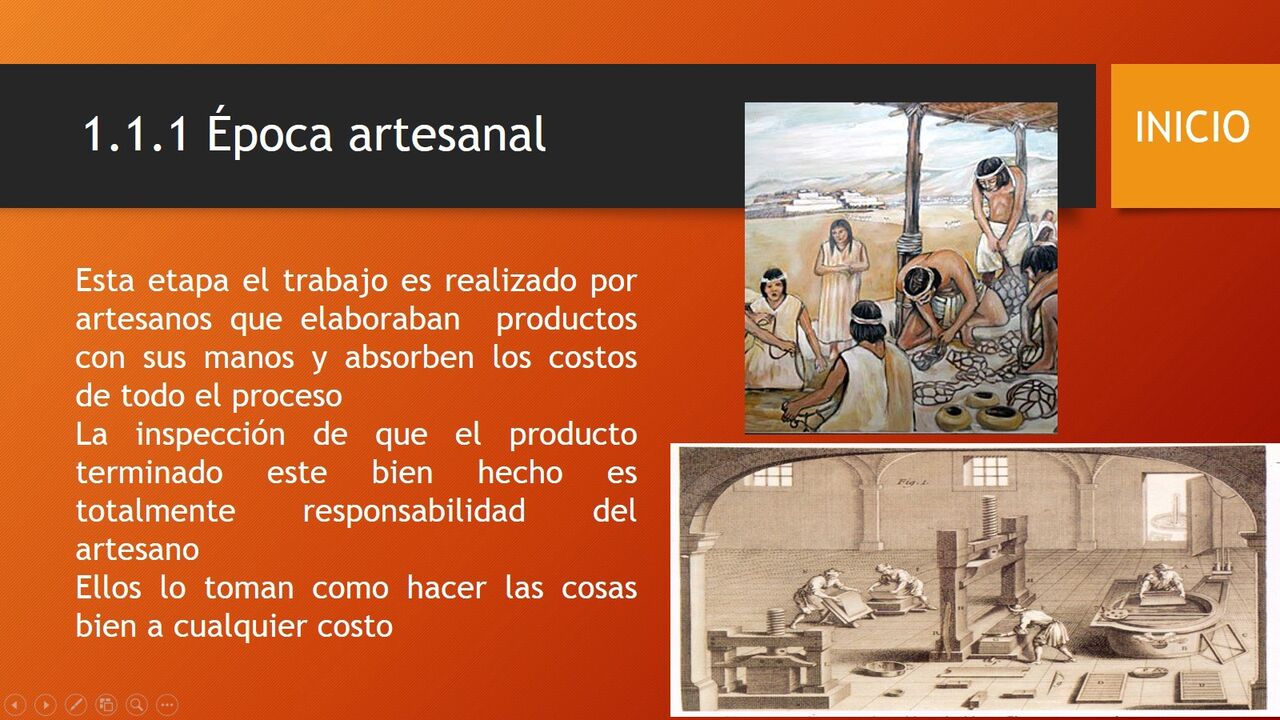 1.1.1 Época artesanal
INICIO
Esta etapa el trabajo es realizado por
artesanos que elaboraban productos
con sus manos y absorben los costos
de todo el proceso
La inspección de que el producto
terminado este bien hecho es
totalmente responsabilidad del
artesano
Ellos lo toman como hacer las cosas
bien a cualquier costo
Fig. 1.